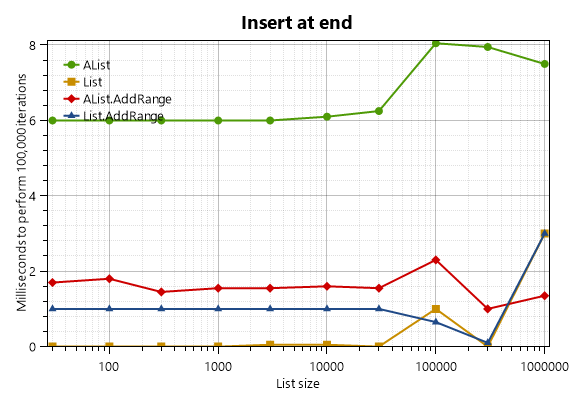 Insert at end
8
6
4
2
0
Milliseconds to perform 100,000 iterations
AList
List
AList.AddRange
List.AddRange
100
1000
10000
100000
1000000
List size